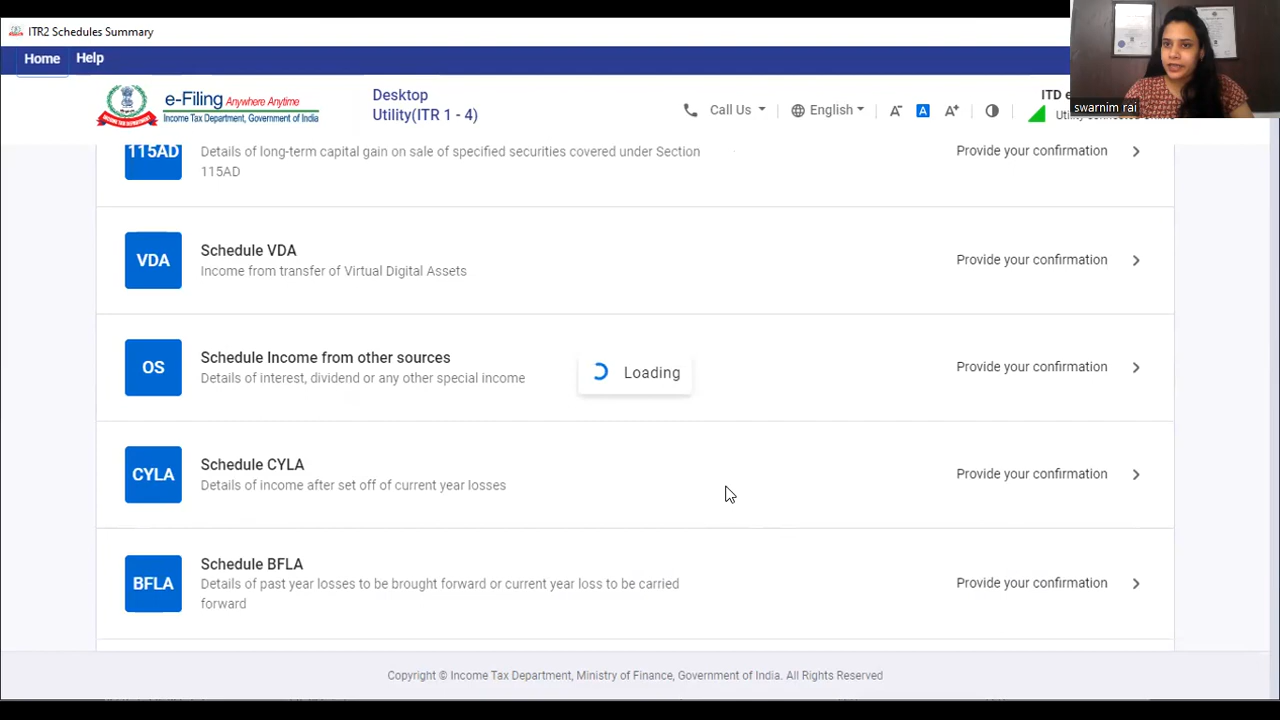 ITR2 Schedules Summary
Home Help
swarnim rai
e-Filing Anywhere Anytime
Income Tax Department, Government of India
Desktop
Utility(ITR 1 - 4)
Call Us
English
A- A A+
ITD e
115AD
Details of long-term capital gain on sale of specified securities covered under Section
115AD
Provide your confirmation
VDA
Schedule VDA
Income from transfer of Virtual Digital Assets
Provide your confirmation
OS
Schedule Income from other sources
Details of interest, dividend or any other special income
Provide your confirmation
Loading
CYLA
Schedule CYLA
Details of income after set off of current year losses
Provide your confirmation
BFLA
Schedule BFLA
Details of past year losses to be brought forward or current year loss to be carried
forward
Provide your confirmation
Copyright © Income Tax Department, Ministry of Finance, Government of India. All Rights Reserved